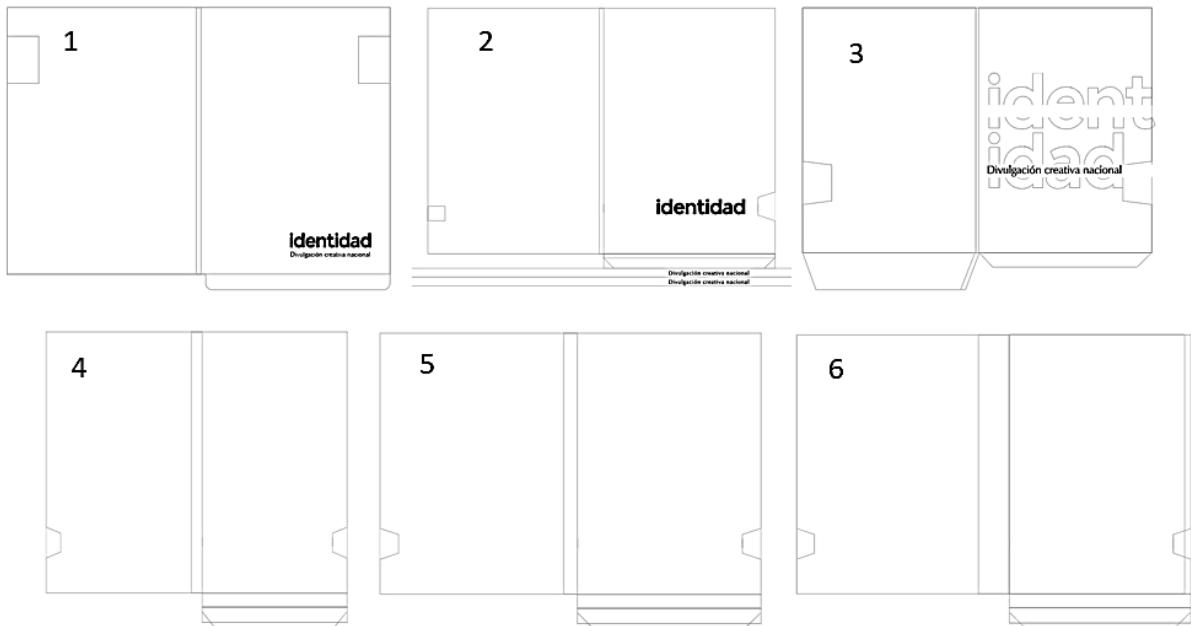 1
identidad
Divulgación creativa nacional
2
identidad
Divulgación creativa nacional
Divulgación creativa nacional
3
ident
idad
Divulgación creativa nacional
4
5
6